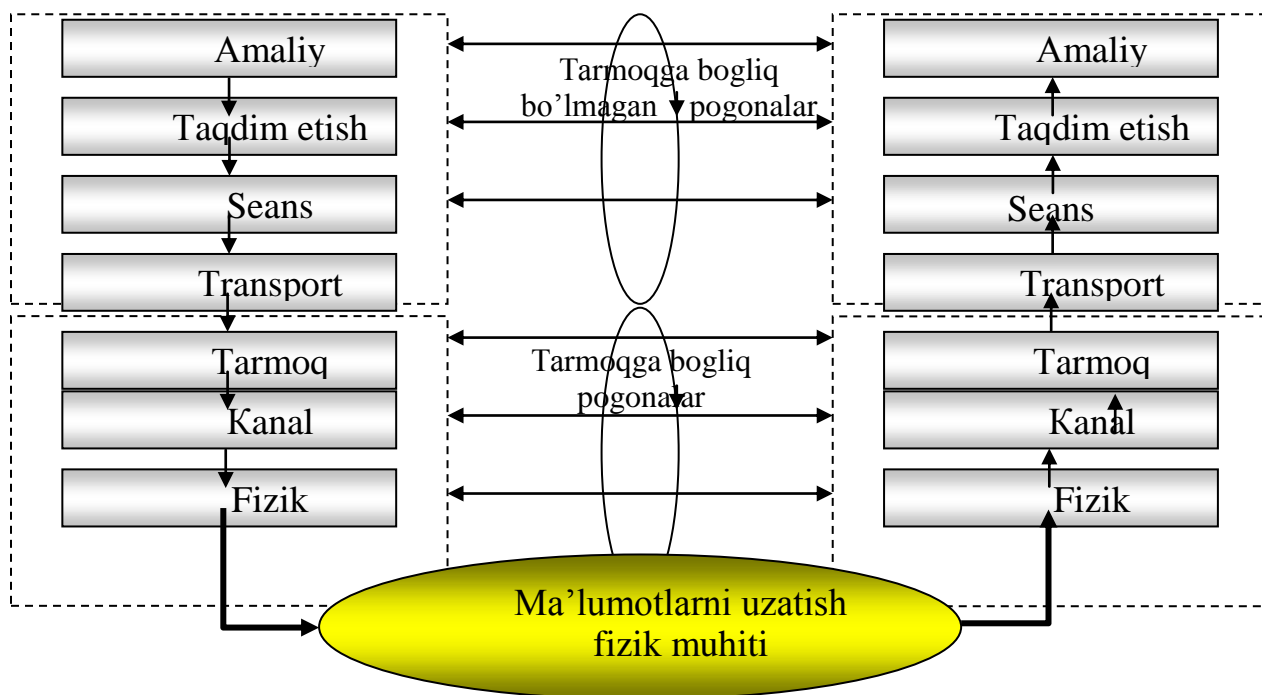 Amaliy
Taqdim etish
Seans
Transport
Tarmoq
Kanal
Fizik
Tarmoqga bogliq
bo’lmagan pogonalar
Tarmoqga bogliq
pogonalar
Amaliy
Taqdim etish
Seans
Transport
Tarmoq
Kanal
Fizik
Ma’lumotlarni uzatish
fizik muhiti